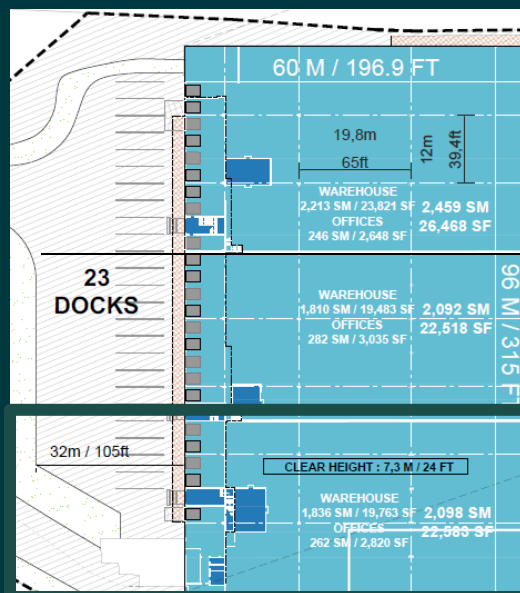 60 M / 196.9 FT
19,8m
65ft
12m
39,4ft
WAREHOUSE
2,213 SM / 23,821 SF
OFFICES
246 SM / 2,648 SF
2,459 SM
26,468 SF
23
DOCKS
WAREHOUSE
1,810 SM / 19,483 SF
OFFICES
282 SM / 3,035 SF
2,092 SM
22,518 SF
96 M / 315 F
32m / 105ft
CLEAR HEIGHT : 7,3 M / 24 FT
WAREHOUSE
1,836 SM / 19,763 SF
OFFICES
262 SM / 2,820 SF
2,098 SM
22,583 SF